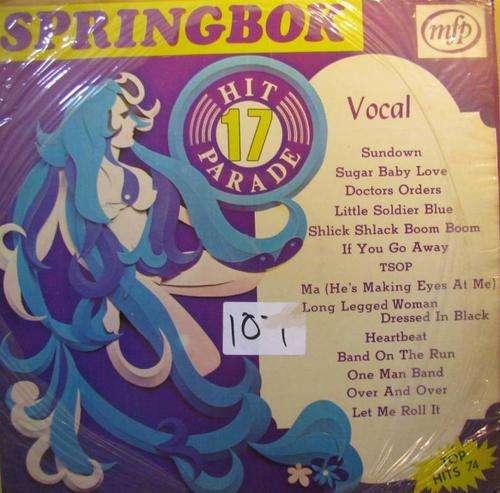 SPRINGBOK
mfp
HIT
17
PARADE
Vocal
Sundown
Sugar Baby Love
Doctors Orders
Little Soldier Blue
Shlick Shlack Boom Boom
If You Go Away
TSOP
Ma (He's Making Eyes At Me)
Long Legged Woman
Dressed In Black
Heartbeat
Band On The Run
One Man Band
Over And Over
Let Me Roll It
10-
TOP
HITS 74